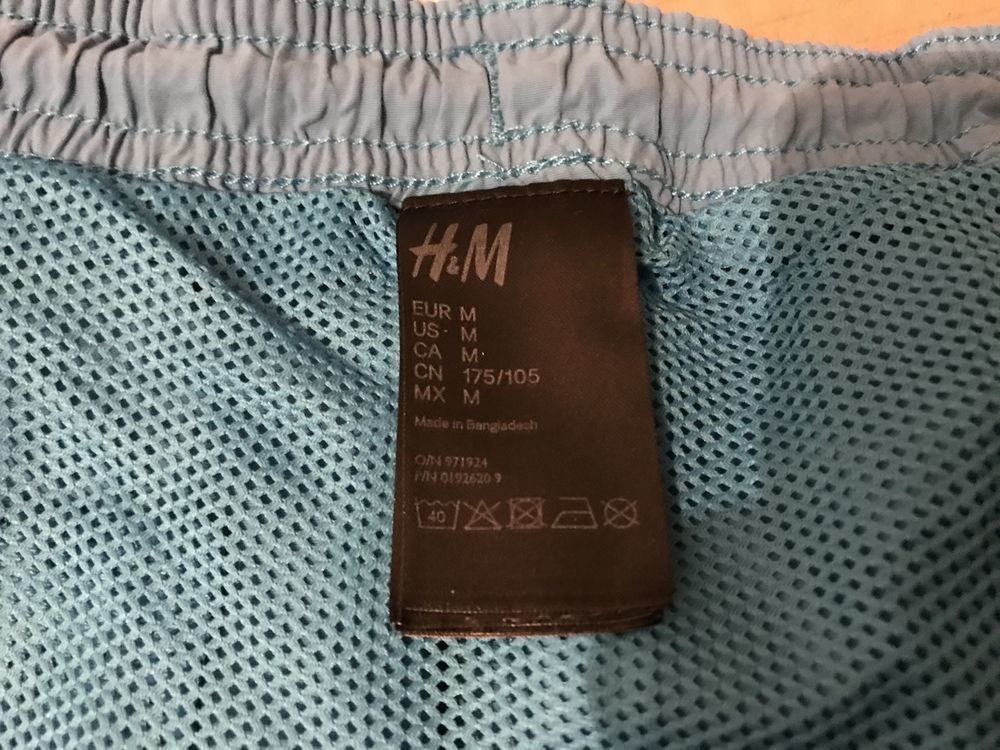 H&M
EUR M
US M
CA M
CN 175/105
MX M
Made in Bangladesh
O/N 971924
P/N 0192620 9
40